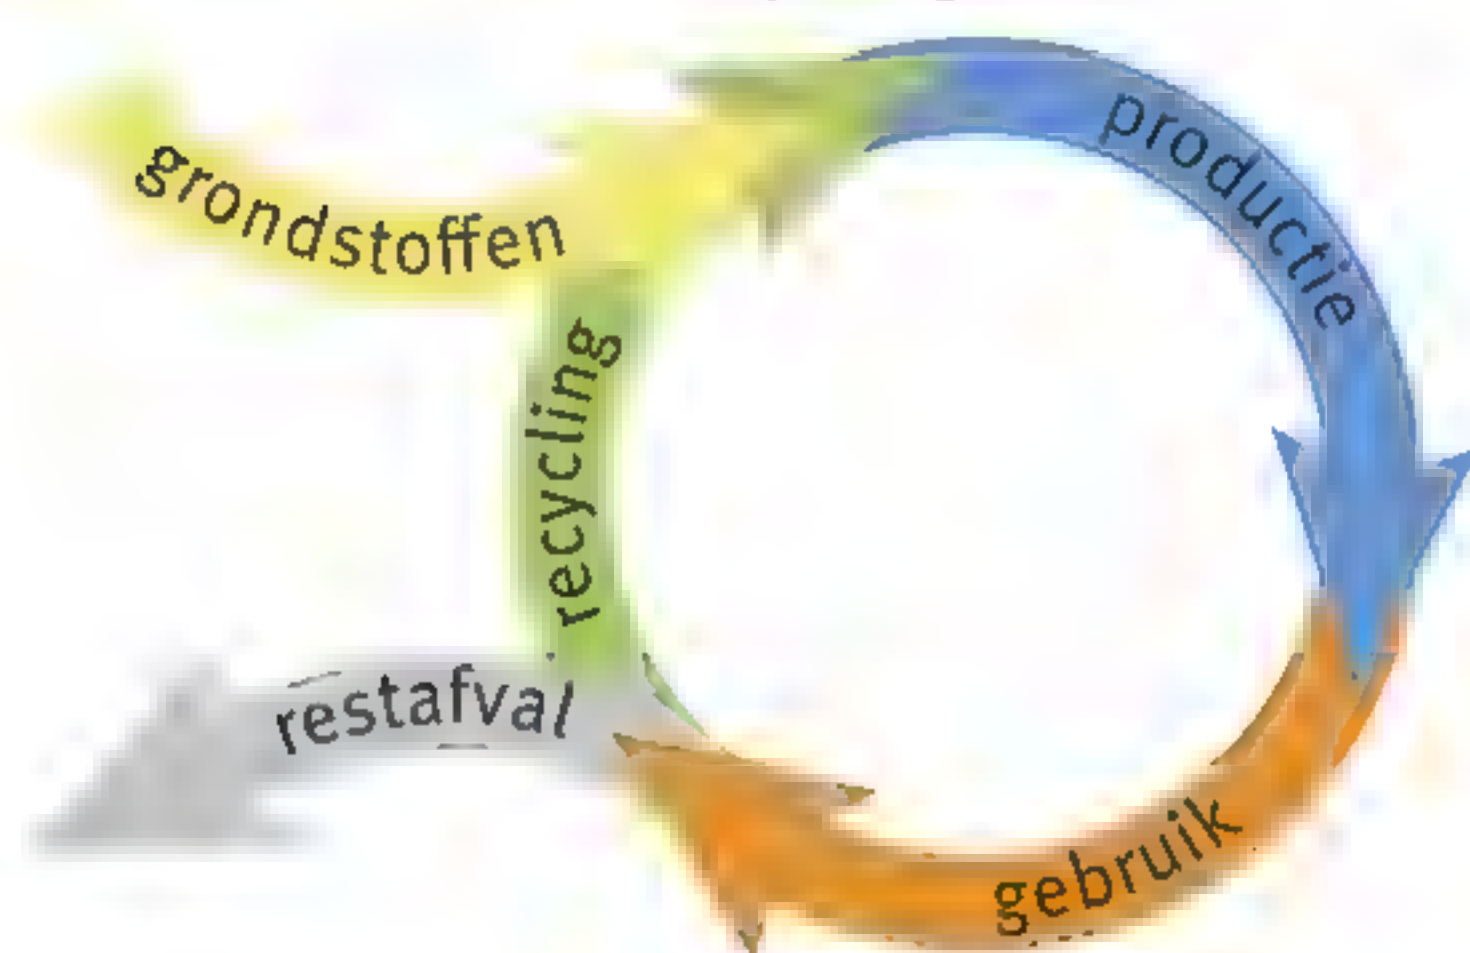 grondstoffen
productie
recycling
restafval
gebruik